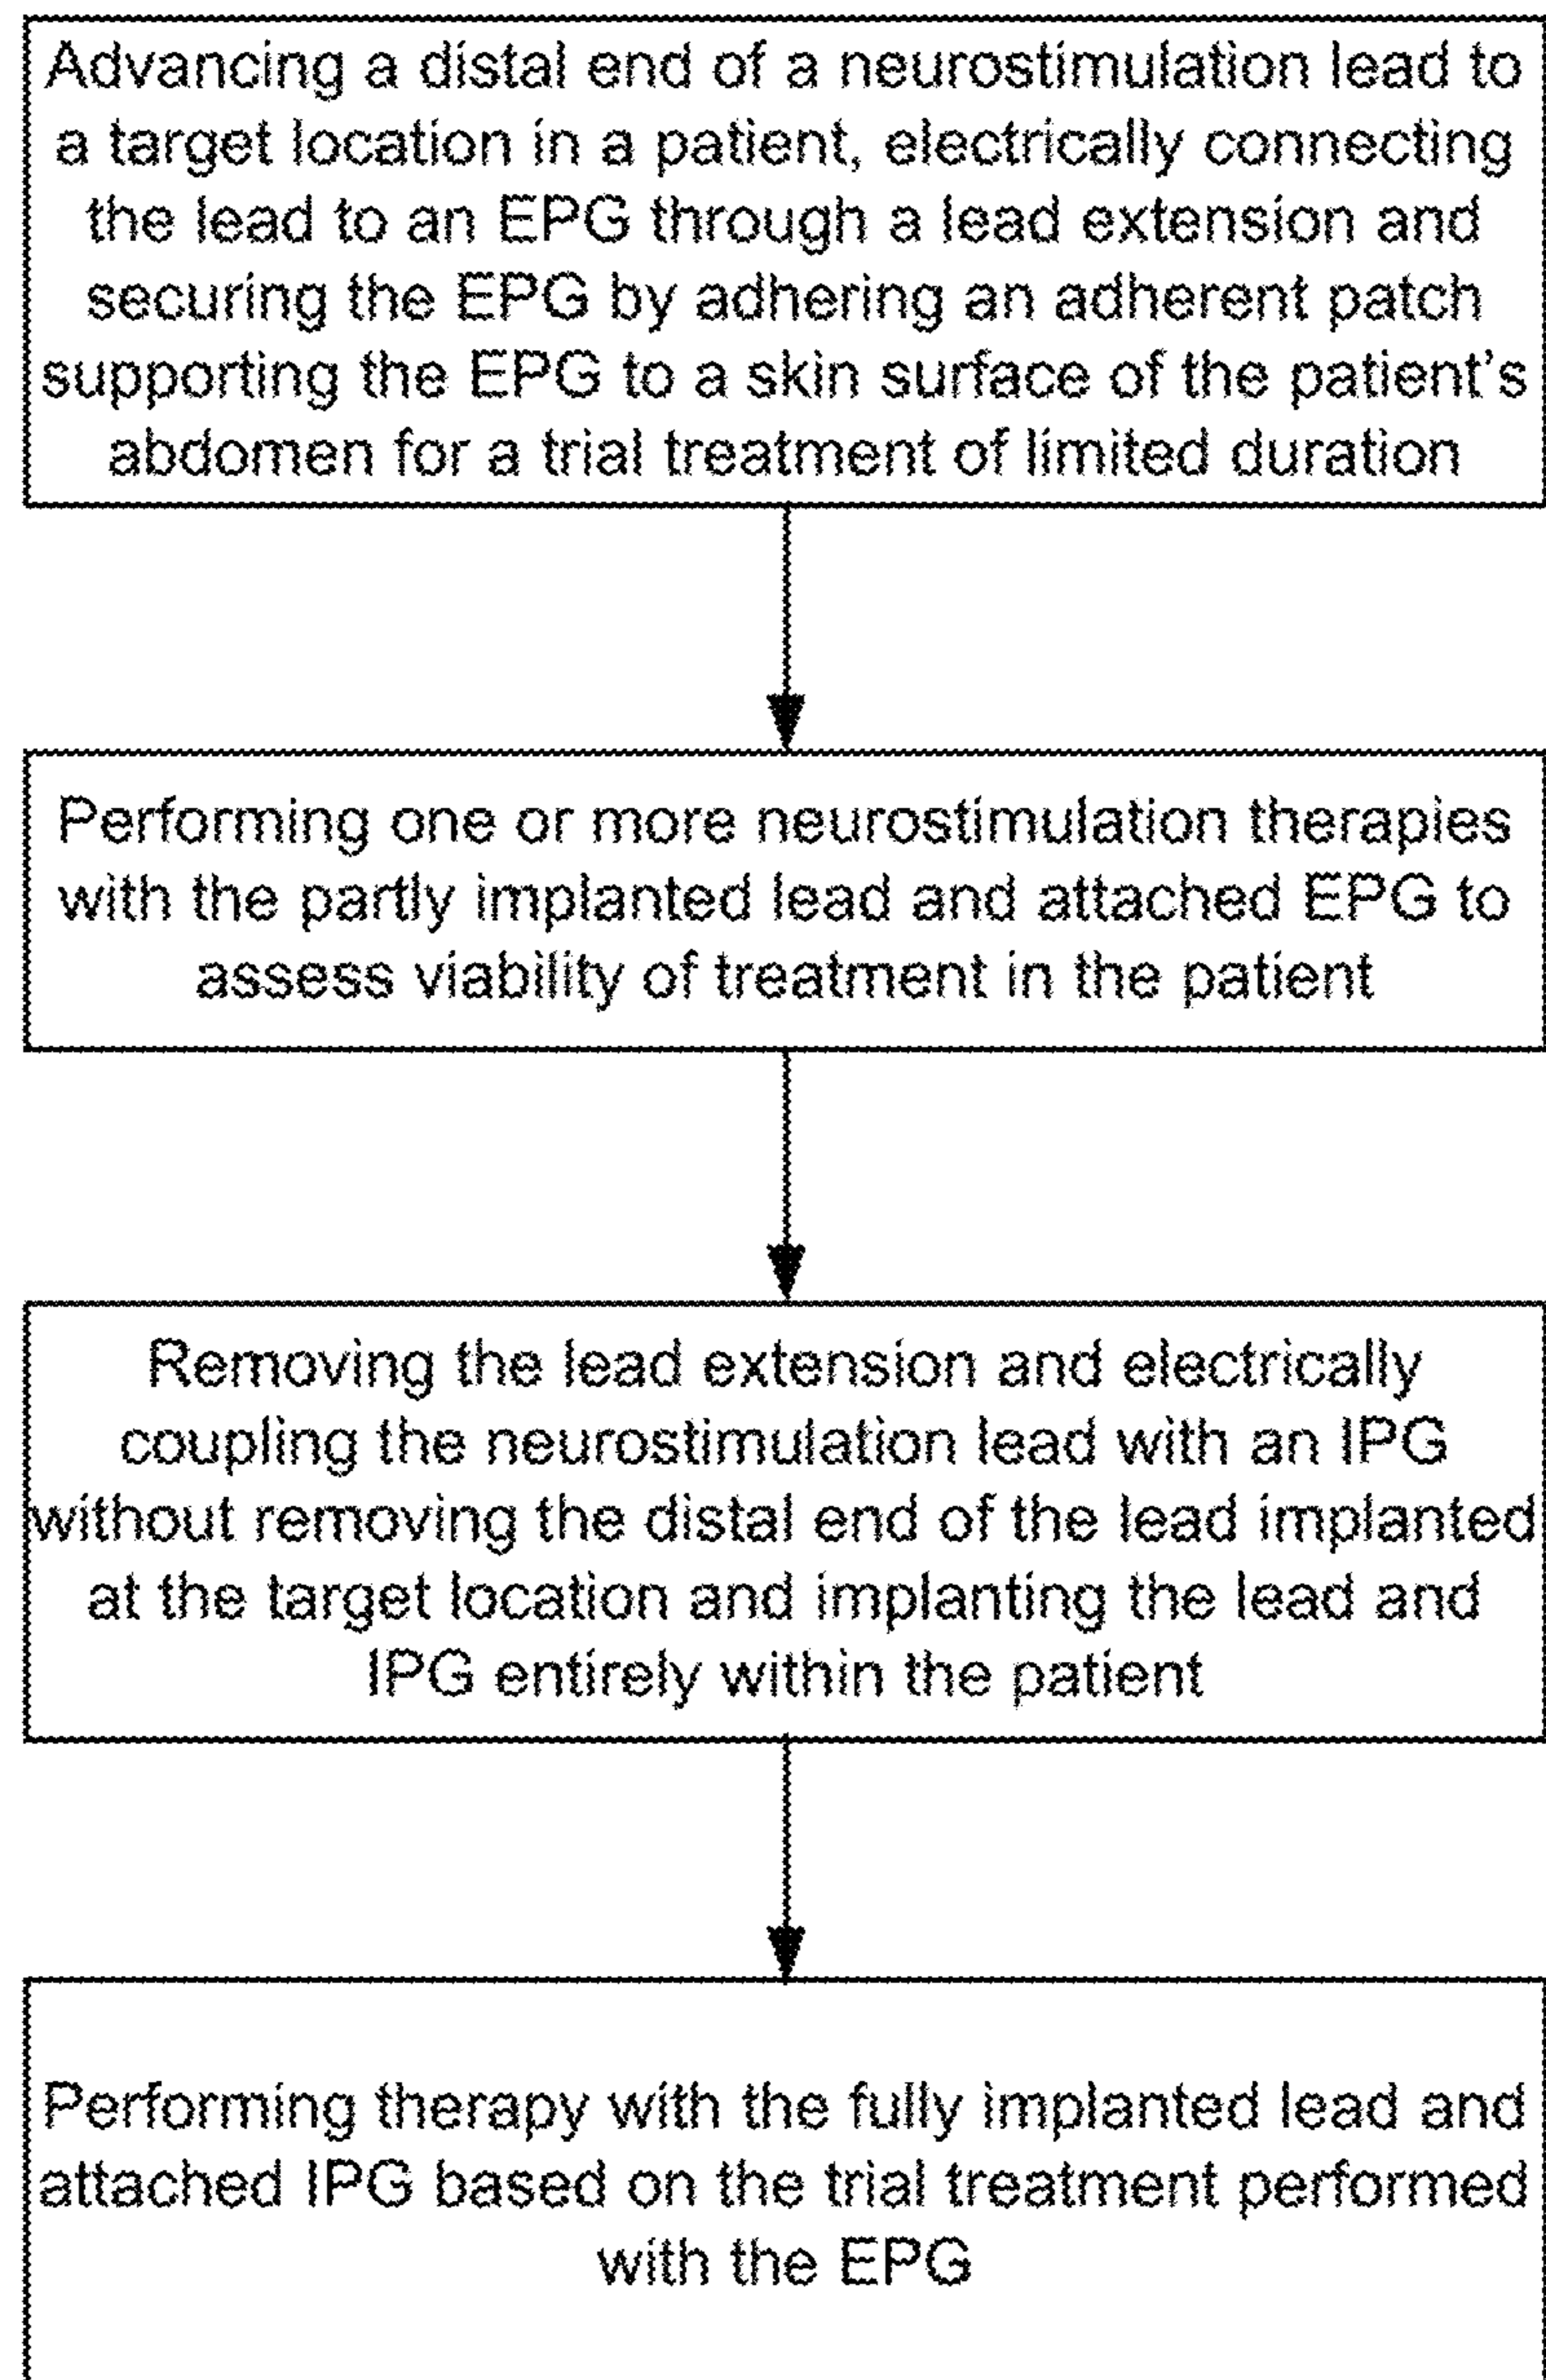 Advancing a distal end of a neurostimulation lead to
a target location in a patient, electrically connecting
the lead to an EPG through a lead extension and
securing the EPG by adhering an adherent patch
supporting the EPG to a skin surface of the patient's
abdomen for a trial treatment of limited duration
Performing one or more neurostimulation therapies
with the partly implanted lead and attached EPG to
assess viability of treatment in the patient
Removing the lead extension and electrically
coupling the neurostimulation lead with an IPG
without removing the distal end of the lead implanted
at the target location and implanting the lead and
IPG entirely within the patient
Performing therapy with the fully implanted lead and
attached IPG based on the trial treatment performed
with the EPG